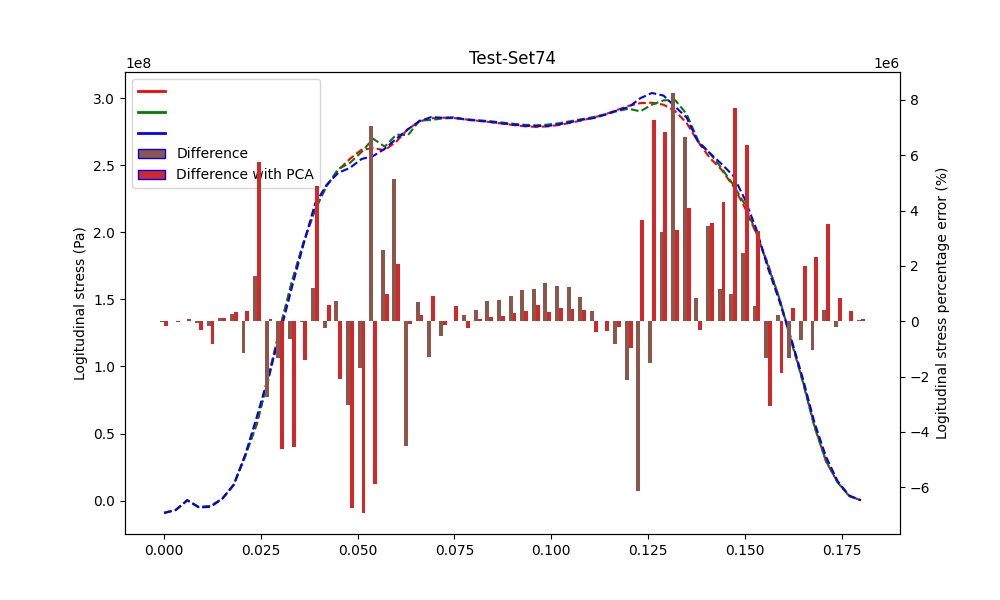 Test-Set74
1e8
1e6
3.0
2.5
2.0
1.5
1.0
0.5
0.0
Logitudinal stress (Pa)
Difference
Difference with PCA
8
6
4
2
0
−2
−4
−6
Logitudinal stress percentage error (%)
0.000 0.025 0.050 0.075 0.100 0.125 0.150 0.175